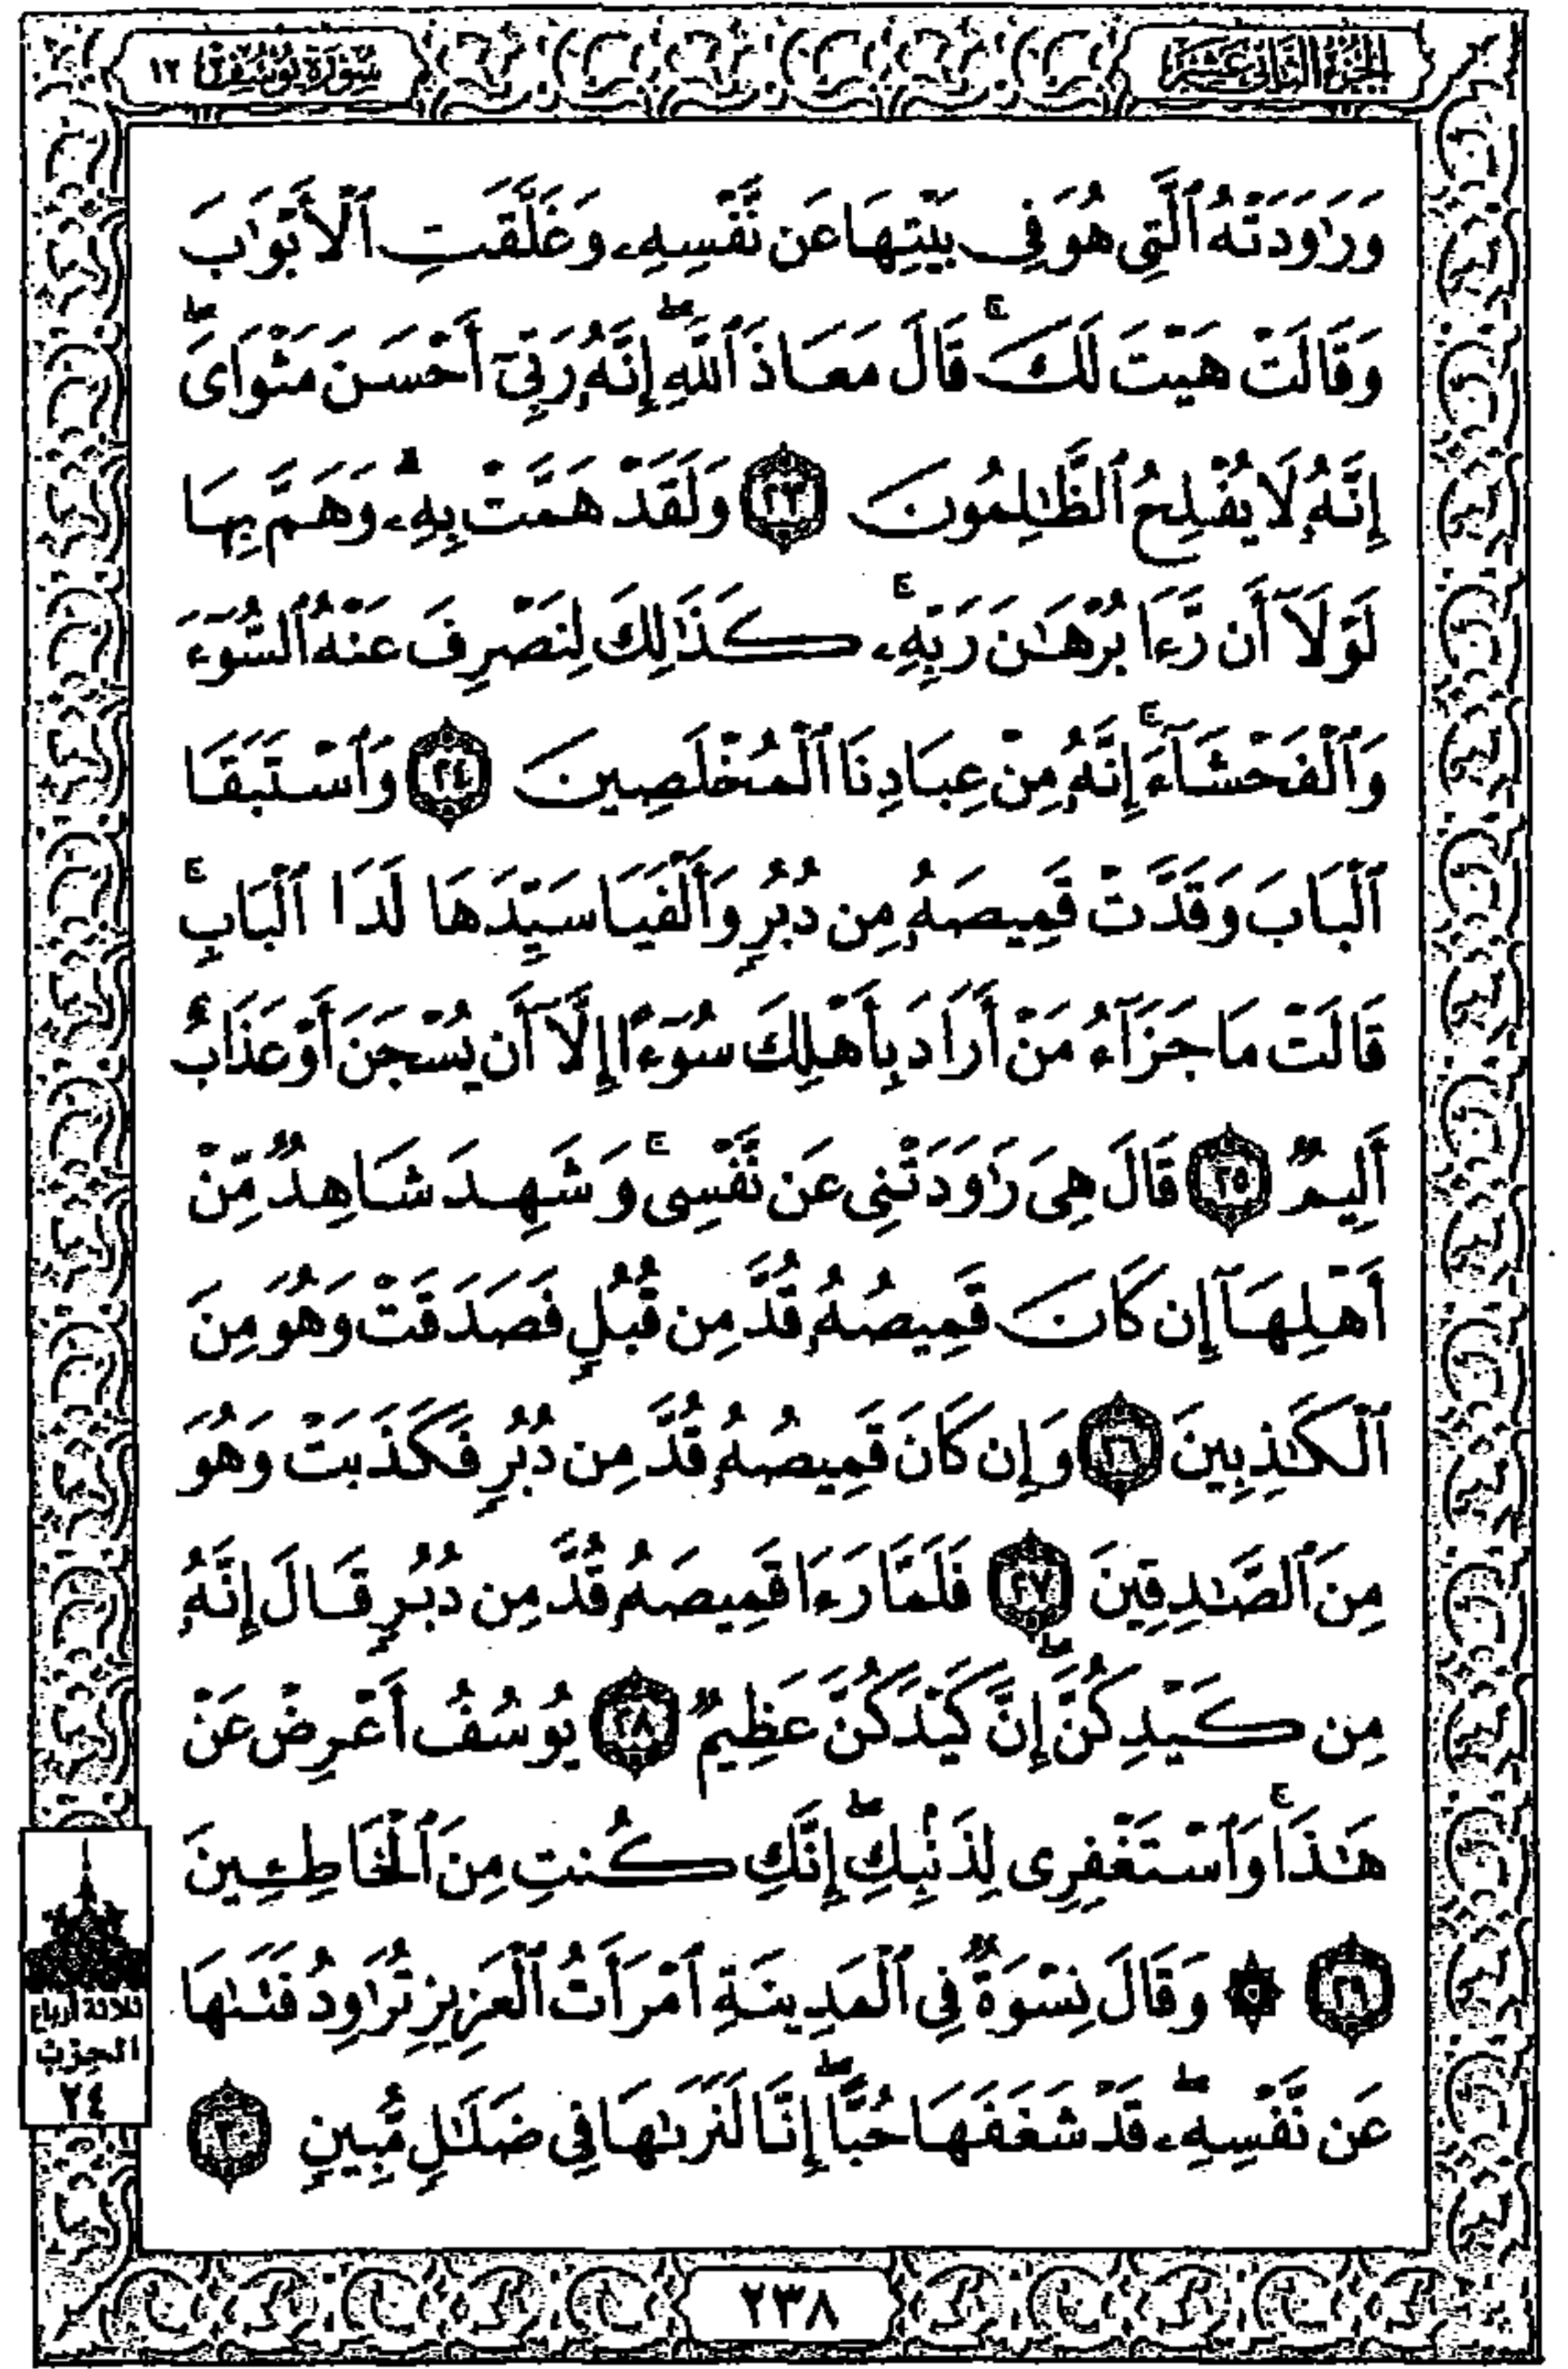 الجزء الثاني عشر
سورة يوسف ١٢
وَرَٰوَدَتْهُ ٱلَّتِى هُوَ فِى بَيْتِهَا عَن نَّفْسِهِۦ وَغَلَّقَتِ ٱلْأَبْوَٰبَ
وَقَالَتْ هَيْتَ لَكَ ۚ قَالَ مَعَاذَ ٱللَّهِ ۖ إِنَّهُۥ رَبِّىٓ أَحْسَنَ مَثْوَاىَ ۖ
إِنَّهُۥ لَا يُفْلِحُ ٱلظَّٰلِمُونَ ٢٣ وَلَقَدْ هَمَّتْ بِهِۦ ۖ وَهَمَّ بِهَا
لَوْلَآ أَن رَّءَا بُرْهَٰنَ رَبِّهِۦ ۚ كَذَٰلِكَ لِنَصْرِفَ عَنْهُ ٱلسُّوٓءَ
وَٱلْفَحْشَآءَ ۚ إِنَّهُۥ مِنْ عِبَادِنَا ٱلْمُخْلَصِينَ ٢٤ وَٱسْتَبَقَا
ٱلْبَابَ وَقَدَّتْ قَمِيصَهُۥ مِن دُبُرٍ وَأَلْفَيَا سَيِّدَهَا لَدَا ٱلْبَابِ ۚ
قَالَتْ مَا جَزَآءُ مَنْ أَرَادَ بِأَهْلِكَ سُوٓءًا إِلَّآ أَن يُسْجَنَ أَوْ عَذَابٌ
أَلِيمٌ ٢٥ قَالَ هِىَ رَٰوَدَتْنِى عَن نَّفْسِى ۚ وَشَهِدَ شَاهِدٌ مِّنْ
أَهْلِهَآ إِن كَانَ قَمِيصُهُۥ قُدَّ مِن قُبُلٍ فَصَدَقَتْ وَهُوَ مِنَ
ٱلْكَٰذِبِينَ ٢٦ وَإِن كَانَ قَمِيصُهُۥ قُدَّ مِن دُبُرٍ فَكَذَبَتْ وَهُوَ
مِنَ ٱلصَّٰدِقِينَ ٢٧ فَلَمَّا رَءَا قَمِيصَهُۥ قُدَّ مِن دُبُرٍ قَالَ إِنَّهُۥ
مِن كَيْدِكُنَّ ۖ إِنَّ كَيْدَكُنَّ عَظِيمٌ ٢٨ يُوسُفُ أَعْرِضْ عَنْ
هَٰذَا ۚ وَٱسْتَغْفِرِى لِذَنۢبِكِ ۖ إِنَّكِ كُنتِ مِنَ ٱلْخَاطِـِٔينَ
٢٩ ۞ وَقَالَ نِسْوَةٌ فِى ٱلْمَدِينَةِ ٱمْرَأَتُ ٱلْعَزِيزِ تُرَٰوِدُ فَتَىٰهَا
عَن نَّفْسِهِۦ ۖ قَدْ شَغَفَهَا حُبًّا ۖ إِنَّا لَنَرَىٰهَا فِى ضَلَٰلٍ مُّبِينٍ ٣٠
ثلاثة أرباع
الحزب
٢٤
٢٣٨